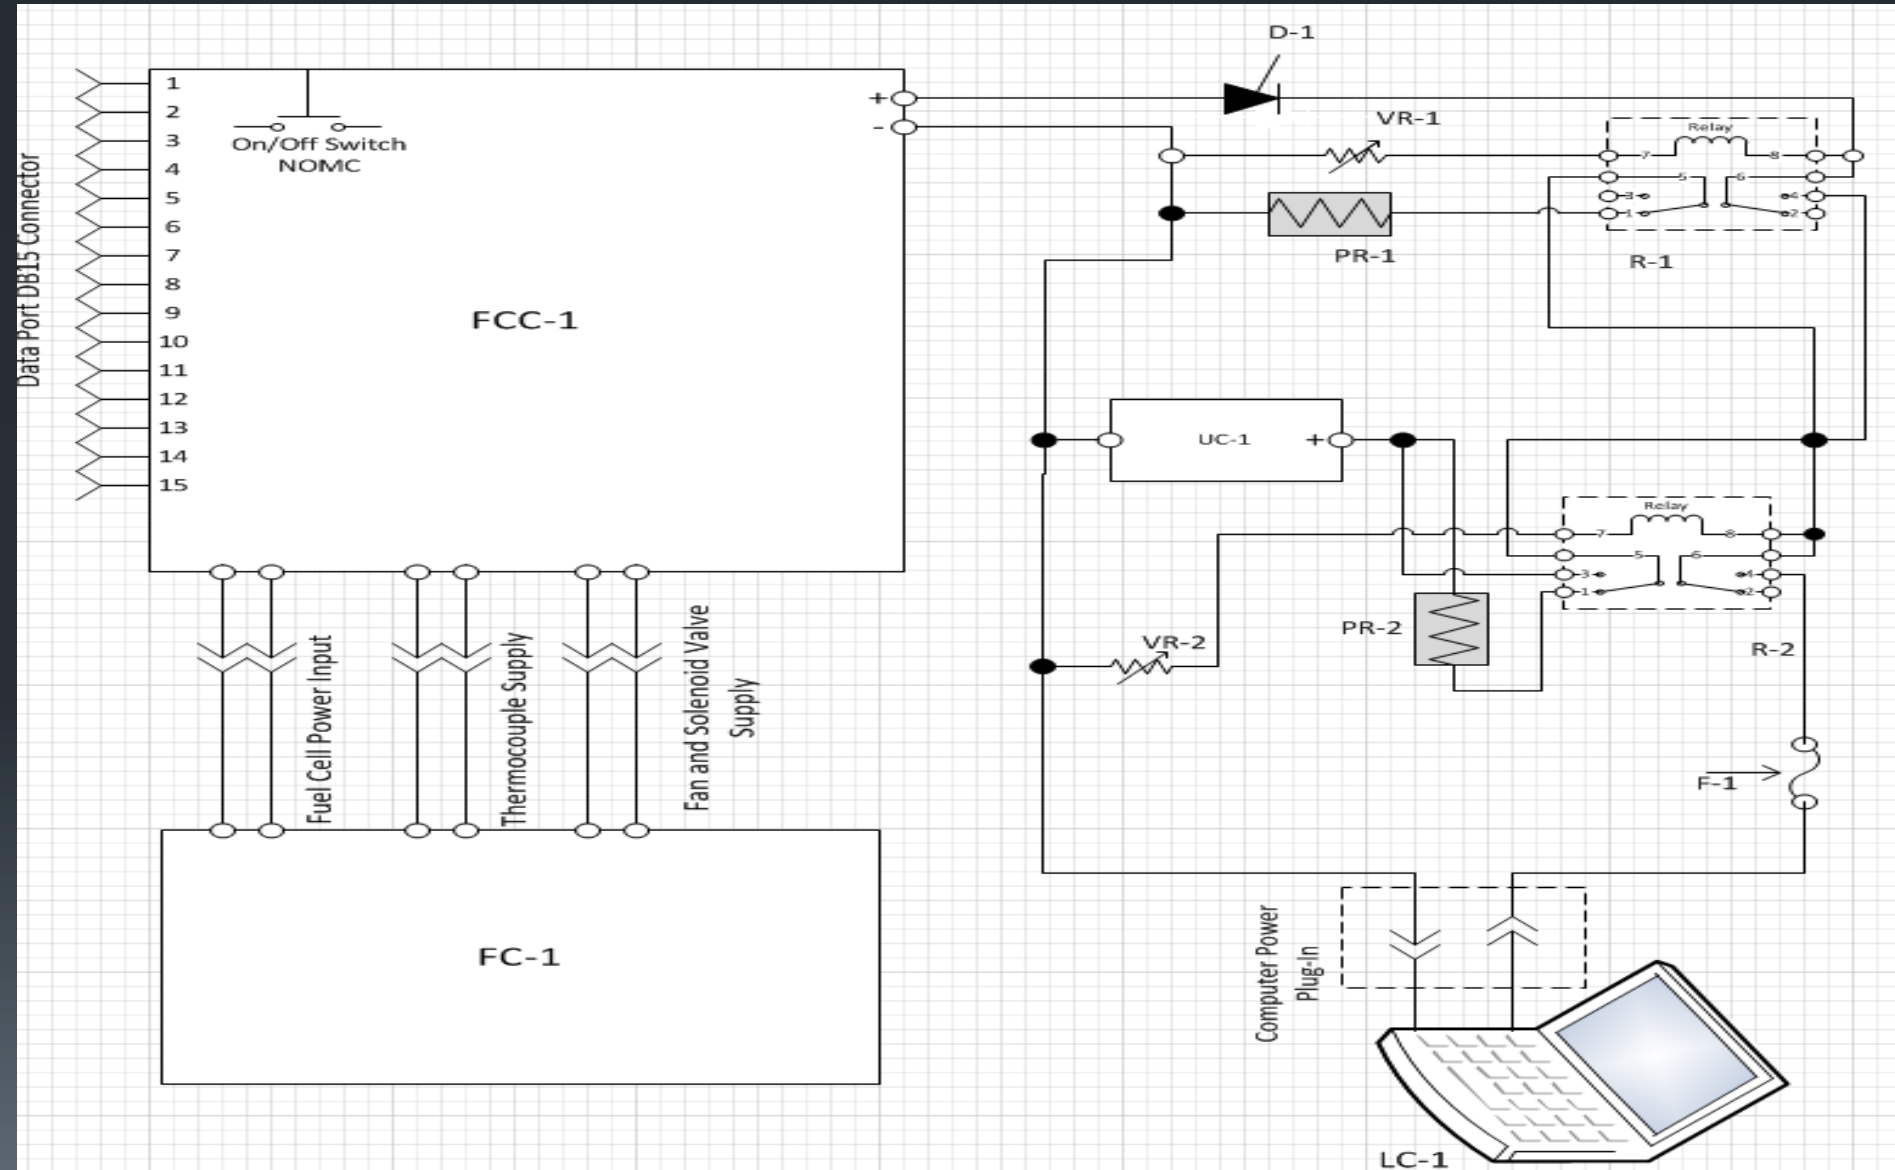 D-1
1
2
3
4
5
6
7
8
9
10
11
12
13
14
15
Data Port DB15 Connector
On/Off Switch
NOMC
+
-
FCC-1
VR-1
Relay
7 8
5 6
3 4
1 2
PR-1
R-1
UC-1 +
Relay
7 8
5 6
3 4
1 2
PR-2
VR-2
R-2
F-1
Fuel Cell Power Input
Thermocouple Supply
Fan and Solenoid Valve
Supply
FC-1
Computer Power
Plug-In
LC-1